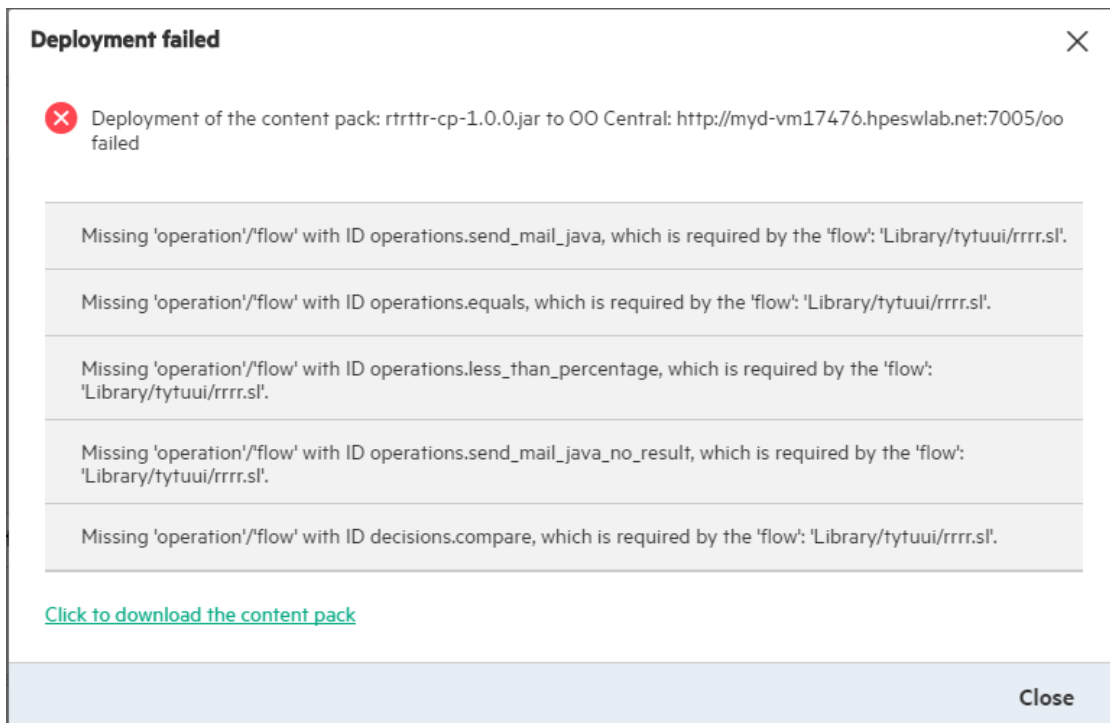 Deployment failed
Deployment of the content pack: rtrttr-cp-1.0.0.jar to OO Central: http://myd-vm17476.hpeswlab.net:7005/oo
failed
Missing 'operation'/'flow' with ID operations.send_mail_java, which is required by the 'flow': 'Library/tytuui/rrrr.sl'.
Missing 'operation'/'flow' with ID operations.equals, which is required by the 'flow': 'Library/tytuui/rrrr.sl'.
Missing 'operation'/'flow' with ID operations.less_than_percentage, which is required by the 'flow':
'Library/tytuui/rrrr.sl'.
Missing 'operation'/'flow' with ID operations.send_mail_java_no_result, which is required by the 'flow':
'Library/tytuui/rrrr.sl'.
Missing 'operation'/'flow' with ID decisions.compare, which is required by the 'flow': 'Library/tytuui/rrrr.sl'.
Click to download the content pack
Close